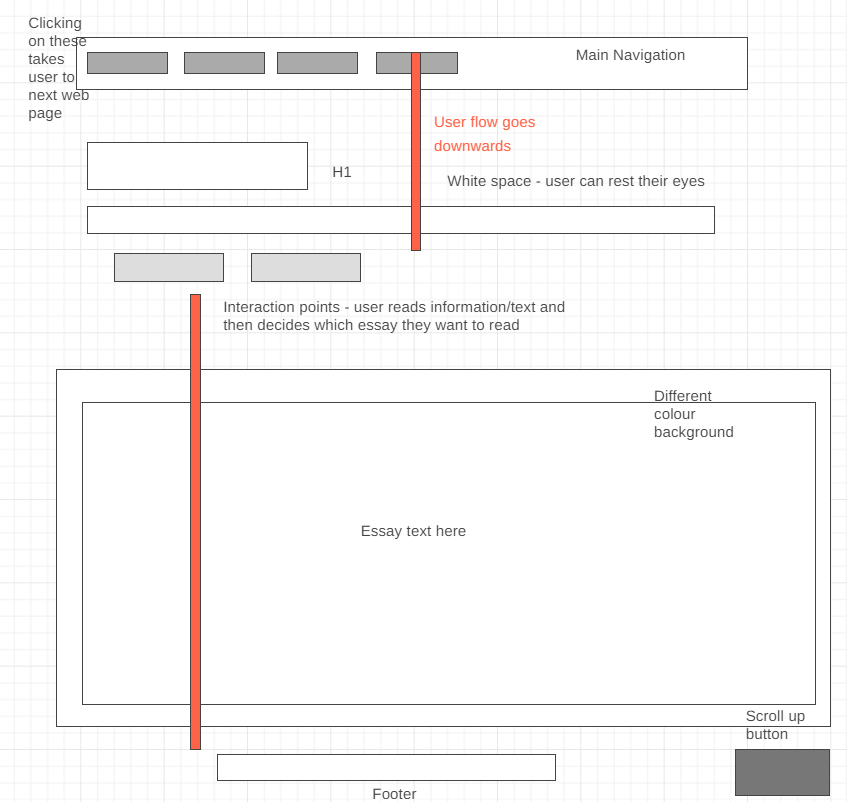 Clicking
on these
takes
user to
next web
page
Main Navigation
User flow goes
downwards
H1
White space - user can rest their eyes
Interaction points - user reads information/text and
then decides which essay they want to read
Different
colour
background
Essay text here
Scroll up
button
Footer